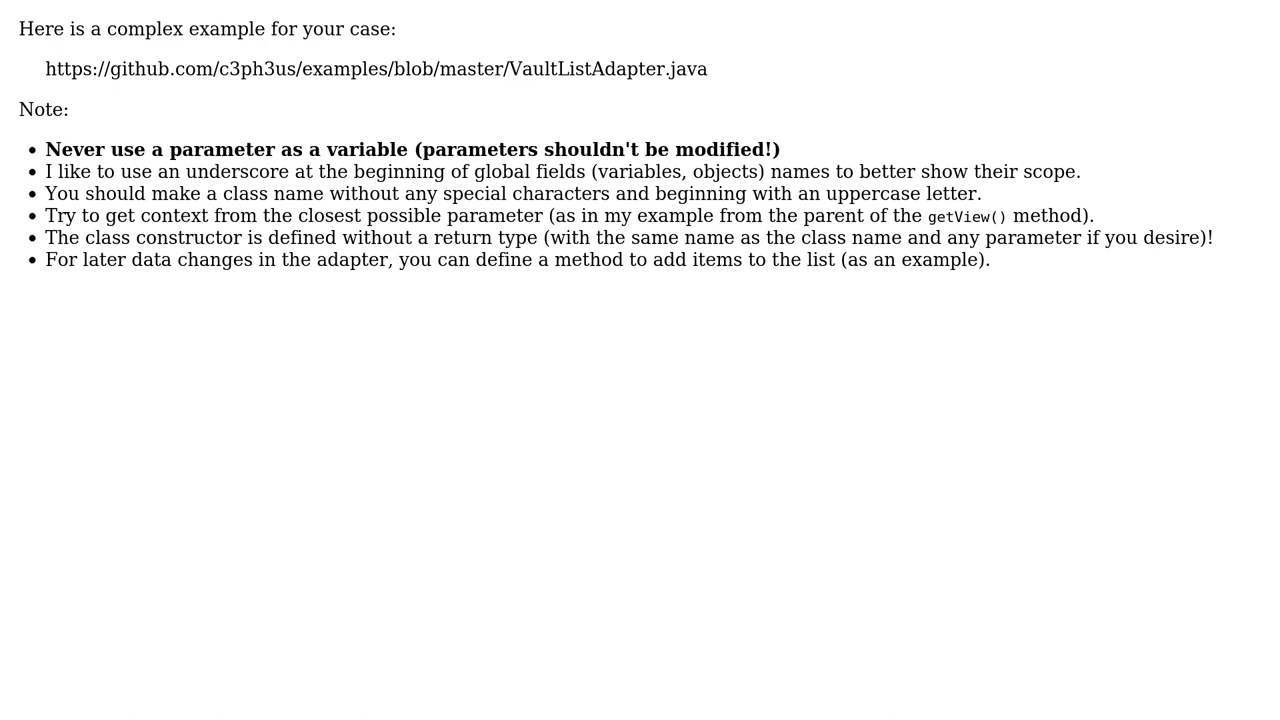 Here is a complex example for your case:
https://github.com/c3ph3us/examples/blob/master/VaultListAdapter.java
Note:
• Never use a parameter as a variable (parameters shouldn't be modified!)
• I like to use an underscore at the beginning of global fields (variables, objects) names to better show their scope.
• You should make a class name without any special characters and beginning with an uppercase letter.
• Try to get context from the closest possible parameter (as in my example from the parent of the getView() method).
• The class constructor is defined without a return type (with the same name as the class name and any parameter if you desire)!
• For later data changes in the adapter, you can define a method to add items to the list (as an example).